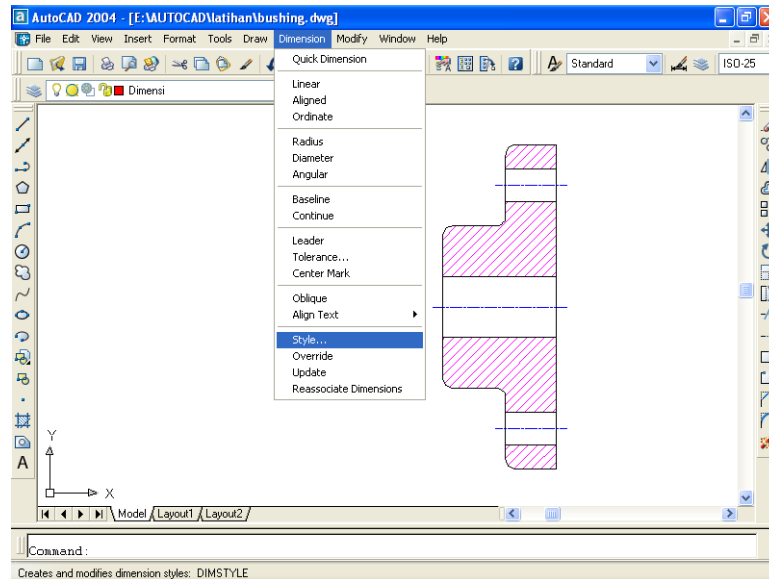 AutoCAD 2004 - [E:\AUTOCAD\latihan\bushing.dwg]
File Edit View Insert Format Tools Draw Dimension Modify Window Help
Standard ISO-25
Dimensi
Quick Dimension
Linear
Aligned
Ordinate
Radius
Diameter
Angular
Baseline
Continue
Leader
Tolerance...
Center Mark
Oblique
Align Text
Style...
Override
Update
Reassociate Dimensions
Y
X
A
Model Layout1 Layout2
Command:
Creates and modifies dimension styles: DIMSTYLE